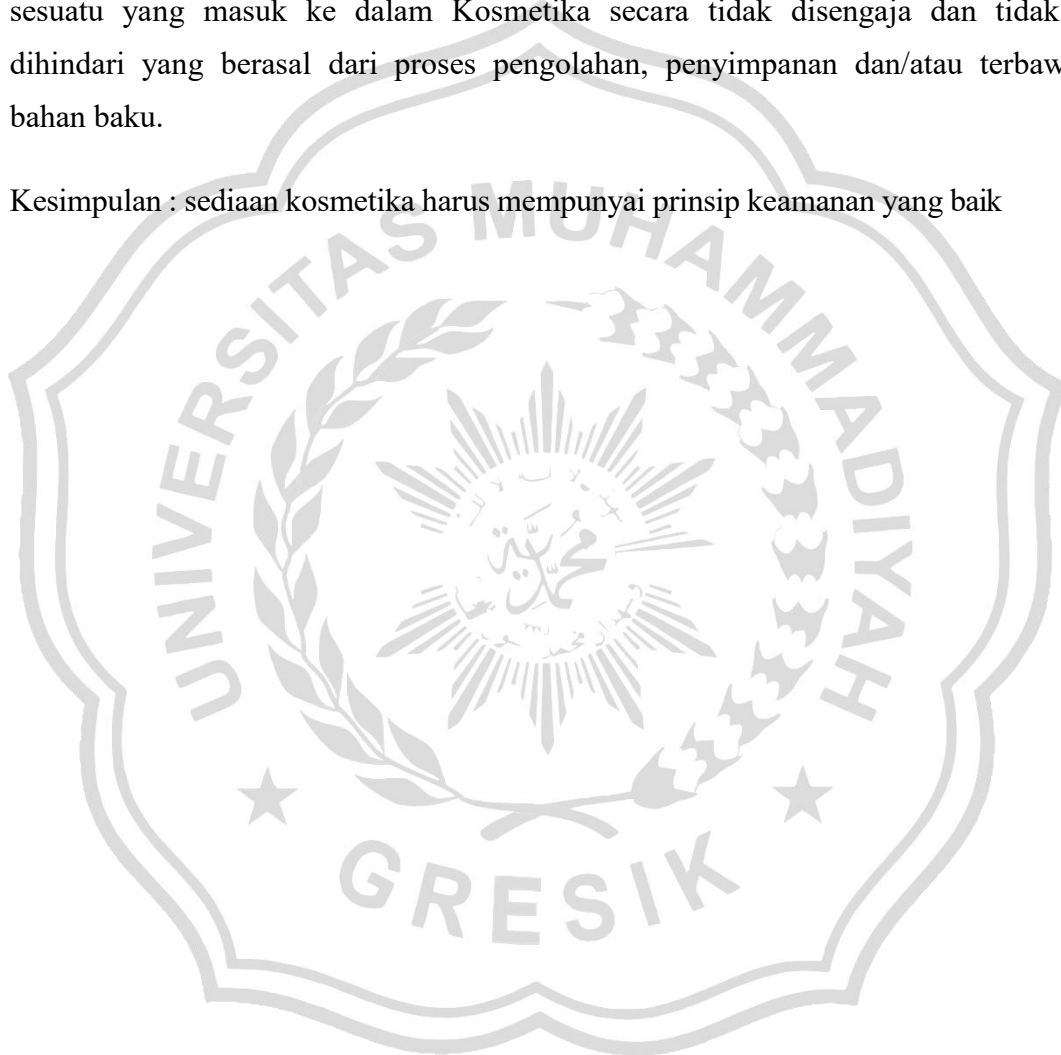 sesuatu yang masuk ke dalam Kosmetika secara tidak disengaja dan tidak
dihindari yang berasal dari proses pengolahan, penyimpanan dan/atau terbaw
bahan baku.
Kesimpulan : sediaan kosmetika harus mempunyai prinsip keamanan yang baik
UNIVERSITAS MUHAMMADIYAH
محمد
GRESIK